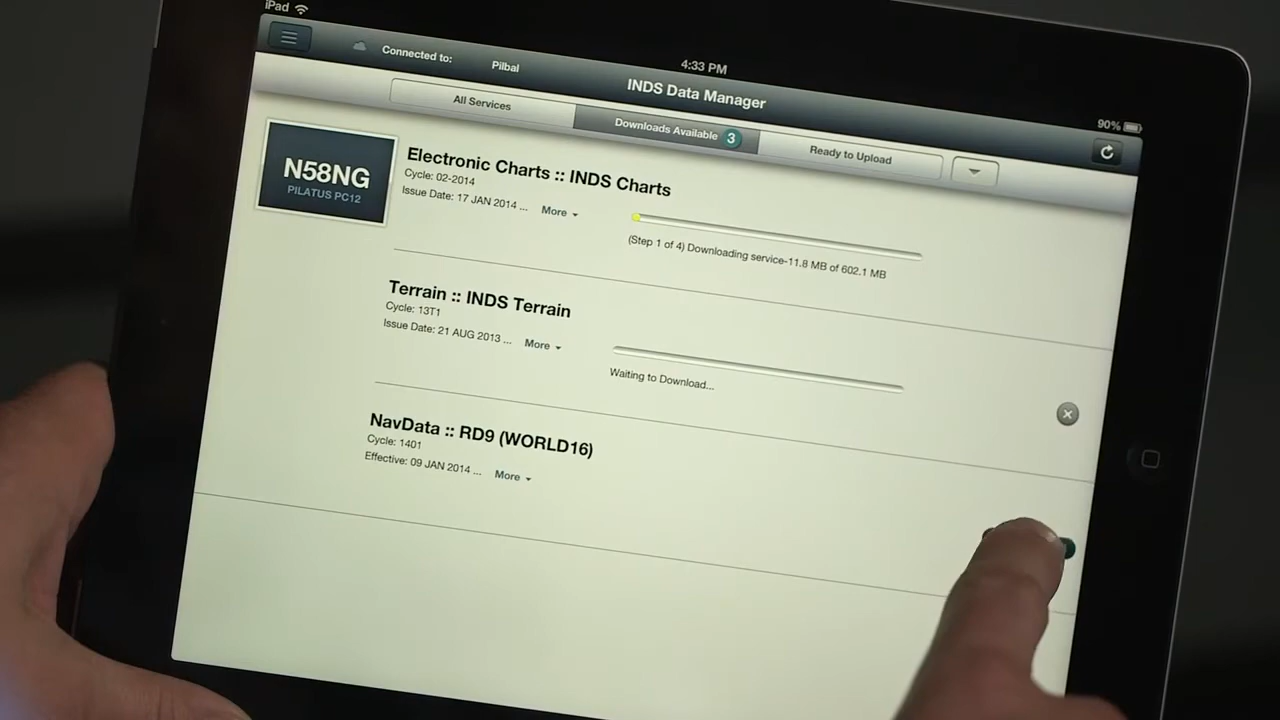 iPad
4:33 PM
90%
Connected to: Pilbal
INDS Data Manager
All Services
Downloads Available 3
Ready to Upload
N58NG
PILATUS PC12
Electronic Charts :: INDS Charts
Cycle: 02-2014
Issue Date: 17 JAN 2014 ... More
(Step 1 of 4) Downloading service-11.8 MB of 602.1 MB
Terrain :: INDS Terrain
Cycle: 13T1
Issue Date: 21 AUG 2013 ... More
Waiting to Download...
NavData :: RD9 (WORLD16)
Cycle: 1401
Effective: 09 JAN 2014 ... More